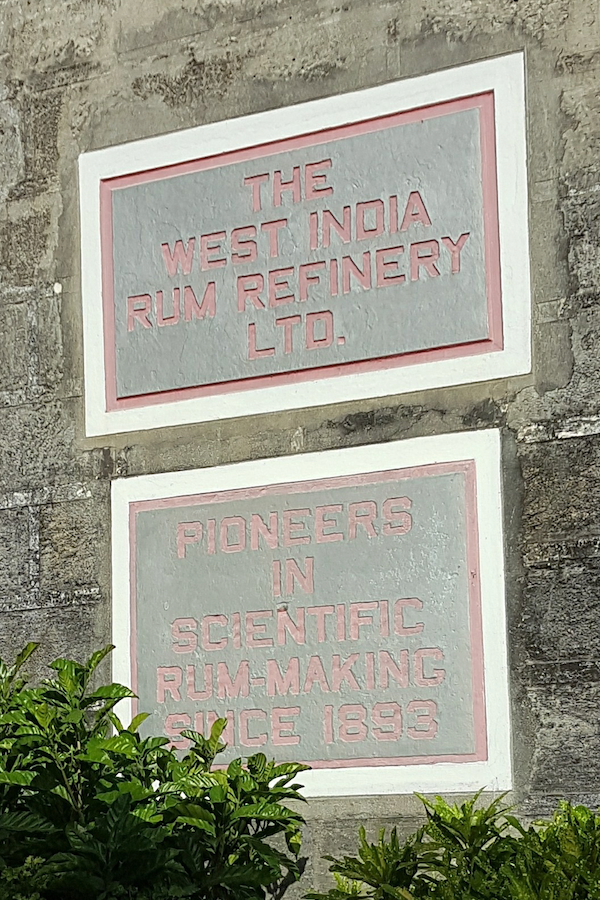 THE
WEST INDIA
RUM REFINERY
LTD.
PIONEERS
IN
SCIENTIFIC
RUM-MAKING
SINCE 1893